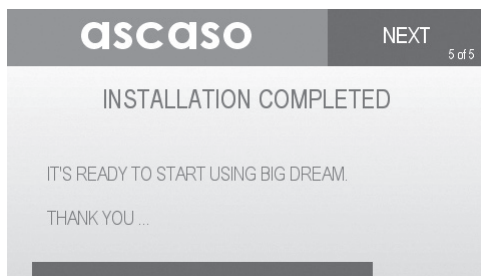 ascaso
NEXT
5 of 5
INSTALLATION COMPLETED
IT'S READY TO START USING BIG DREAM.
THANK YOU ...